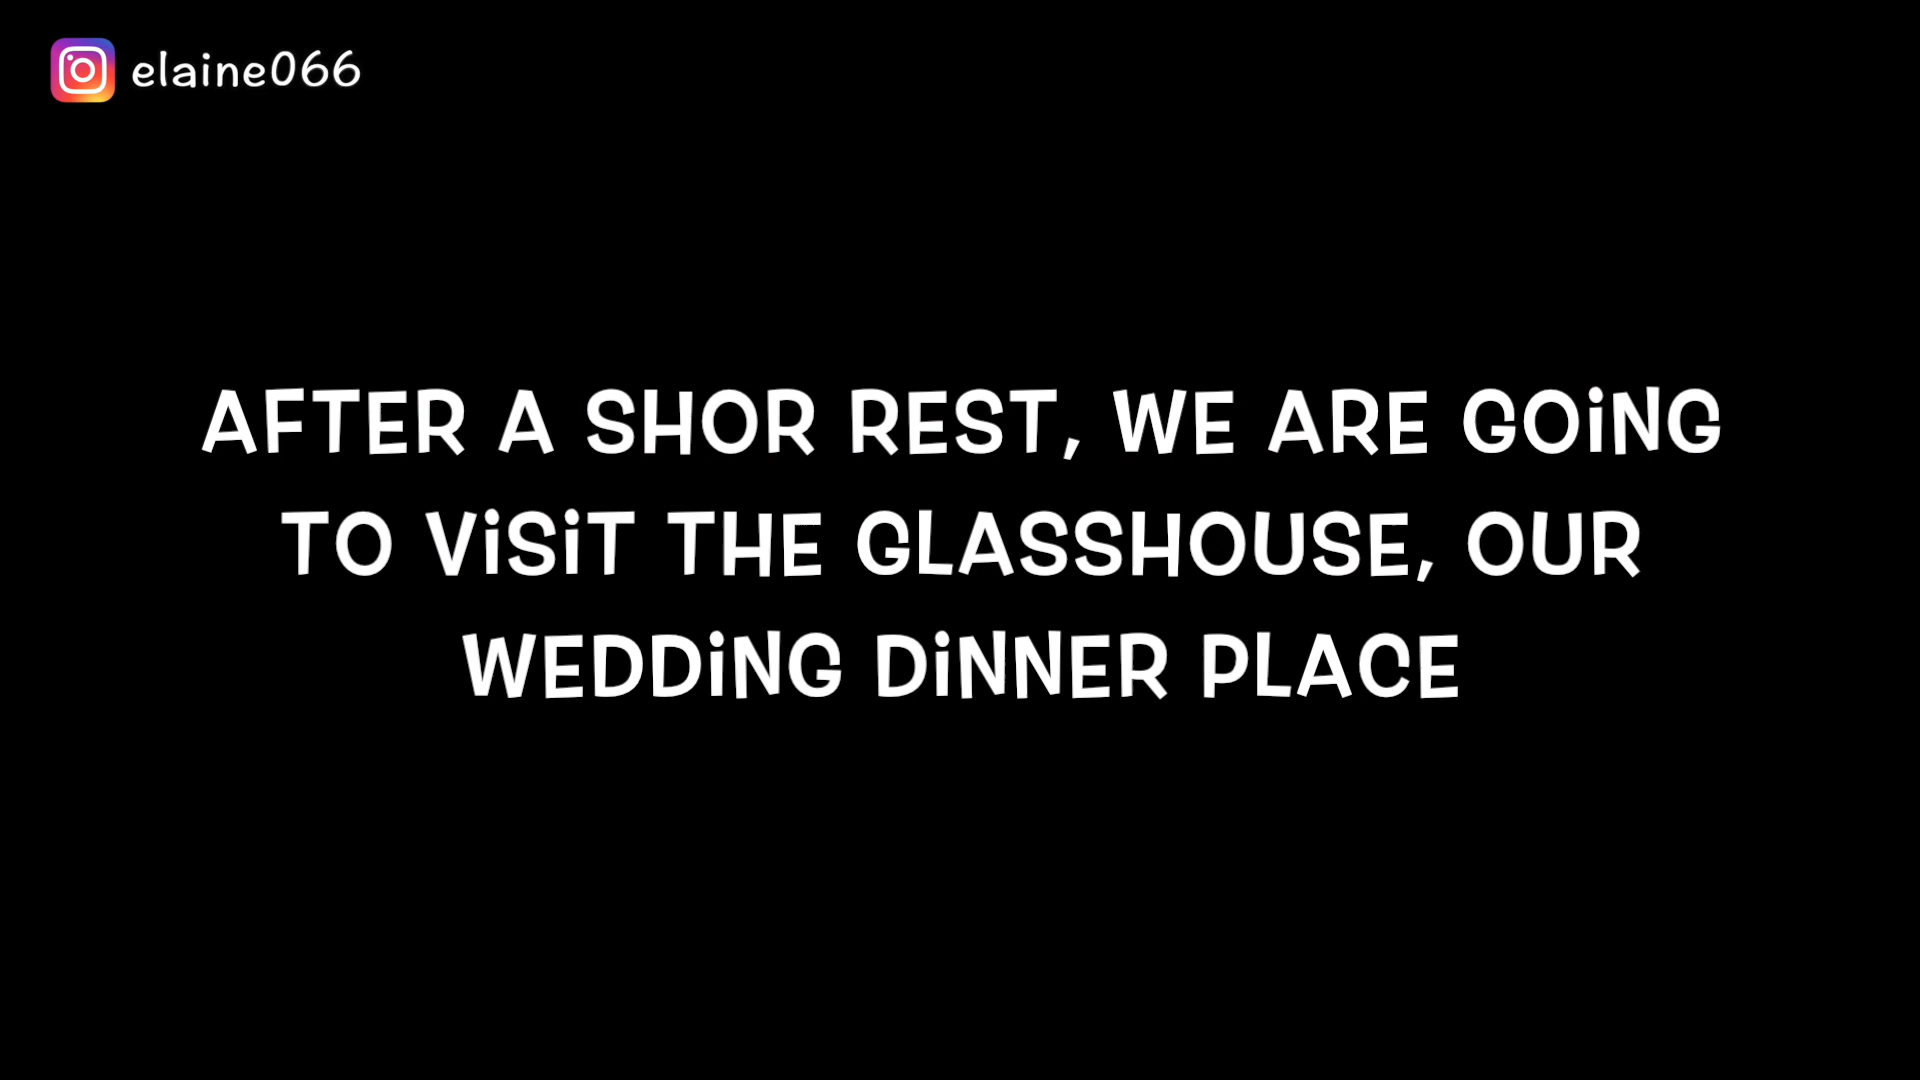 elaine066
AFTER A SHOR REST, WE ARE GOiNG
TO ViSiT THE GLASSHOUSE, OUR
WEDDiNG DiNNER PLACE